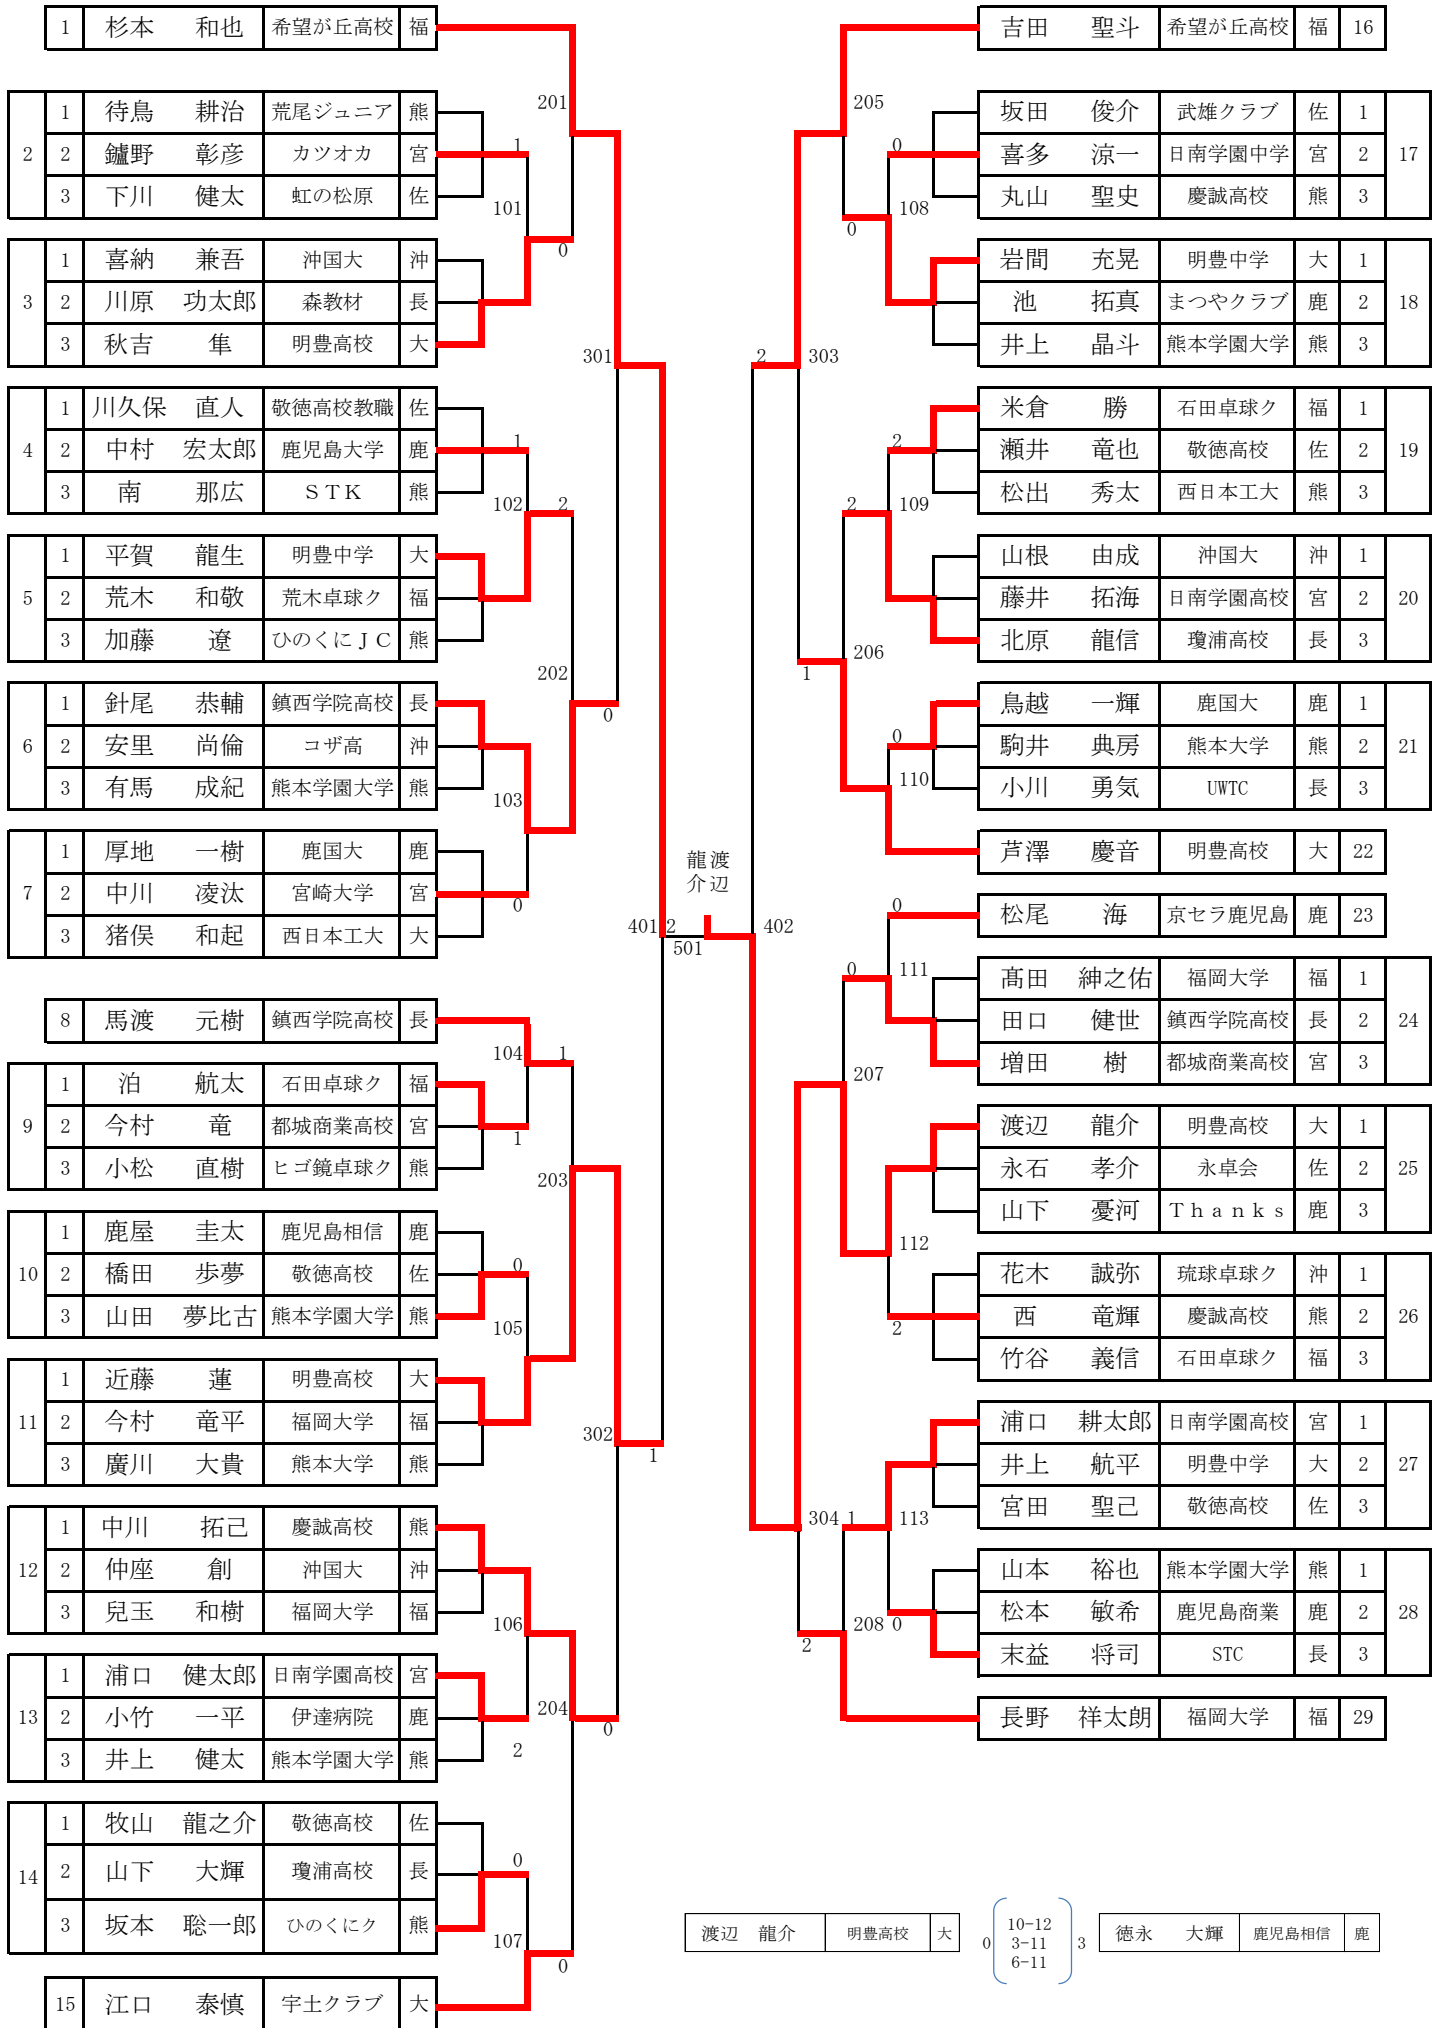 1 杉本 和也 希望が丘高校 福
2
1 待鳥 耕治 荒尾ジュニア 熊
2 鑪野 彰彦 カツオカ 宮
3 下川 健太 虹の松原 佐
3
1 喜納 兼吾 沖国大 沖
2 川原 功太郎 森教材 長
3 秋吉 隼 明豊高校 大
4
1 川久保 直人 敬徳高校教職 佐
2 中村 宏太郎 鹿児島大学 鹿
3 南 那広 ＳＴＫ 熊
5
1 平賀 龍生 明豊中学 大
2 荒木 和敬 荒木卓球ク 福
3 加藤 遼 ひのくにＪＣ 熊
6
1 針尾 恭輔 鎮西学院高校 長
2 安里 尚倫 コザ高 沖
3 有馬 成紀 熊本学園大学 熊
7
1 厚地 一樹 鹿国大 鹿
2 中川 凌汰 宮崎大学 宮
3 猪俣 和起 西日本工大 大
8 馬渡 元樹 鎮西学院高校 長
9
1 泊 航太 石田卓球ク 福
2 今村 竜 都城商業高校 宮
3 小松 直樹 ヒゴ鏡卓球ク 熊
10
1 鹿屋 圭太 鹿児島相信 鹿
2 橋田 歩夢 敬徳高校 佐
3 山田 夢比古 熊本学園大学 熊
11
1 近藤 蓮 明豊高校 大
2 今村 竜平 福岡大学 福
3 廣川 大貴 熊本大学 熊
12
1 中川 拓己 慶誠高校 熊
2 仲座 創 沖国大 沖
3 兒玉 和樹 福岡大学 福
13
1 浦口 健太郎 日南学園高校 宮
2 小竹 一平 伊達病院 鹿
3 井上 健太 熊本学園大学 熊
14
1 牧山 龍之介 敬徳高校 佐
2 山下 大輝 瓊浦高校 長
3 坂本 聡一郎 ひのくにク 熊
15 江口 泰慎 宇土クラブ 大
201
1
101
0
301
1
102
2
202
0
103
0
401
2
501
104
1
1
203
0
105
302
1
106
204
0
2
0
107
0
渡辺
龍介
205
0
108
0
2
303
2
2
109
206
1
0
110
402
0
0
111
207
112
2
304
1
113
208
0
2
吉田 聖斗 希望が丘高校 福 16
坂田 俊介 武雄クラブ 佐 1
喜多 涼一 日南学園中学 宮 2
丸山 聖史 慶誠高校 熊 3
17
岩間 充晃 明豊中学 大 1
池 拓真 まつやクラブ 鹿 2
井上 晶斗 熊本学園大学 熊 3
18
米倉 勝 石田卓球ク 福 1
瀬井 竜也 敬徳高校 佐 2
松出 秀太 西日本工大 熊 3
19
山根 由成 沖国大 沖 1
藤井 拓海 日南学園高校 宮 2
北原 龍信 瓊浦高校 長 3
20
鳥越 一輝 鹿国大 鹿 1
駒井 典房 熊本大学 熊 2
小川 勇気 UWTC 長 3
21
芦澤 慶音 明豊高校 大 22
松尾 海 京セラ鹿児島 鹿 23
髙田 紳之佑 福岡大学 福 1
田口 健世 鎮西学院高校 長 2
増田 樹 都城商業高校 宮 3
24
渡辺 龍介 明豊高校 大 1
永石 孝介 永卓会 佐 2
山下 憂河 Ｔｈａｎｋｓ 鹿 3
25
花木 誠弥 琉球卓球ク 沖 1
西 竜輝 慶誠高校 熊 2
竹谷 義信 石田卓球ク 福 3
26
浦口 耕太郎 日南学園高校 宮 1
井上 航平 明豊中学 大 2
宮田 聖己 敬徳高校 佐 3
27
山本 裕也 熊本学園大学 熊 1
松本 敏希 鹿児島商業 鹿 2
末益 将司 STC 長 3
28
長野 祥太朗 福岡大学 福 29
渡辺 龍介 明豊高校 大
0
10-12
3-11
6-11
3
徳永 大輝 鹿児島相信 鹿